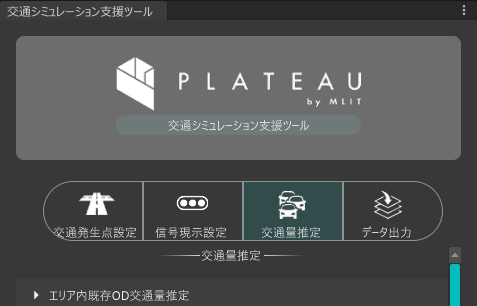 交通シミュレーション支援ツール
PLATEAU
by MLIT
交通シミュレーション支援ツール
交通発生点設定 信号現示設定 交通量推定 データ出力
交通量推定
エリア内既存OD交通量推定